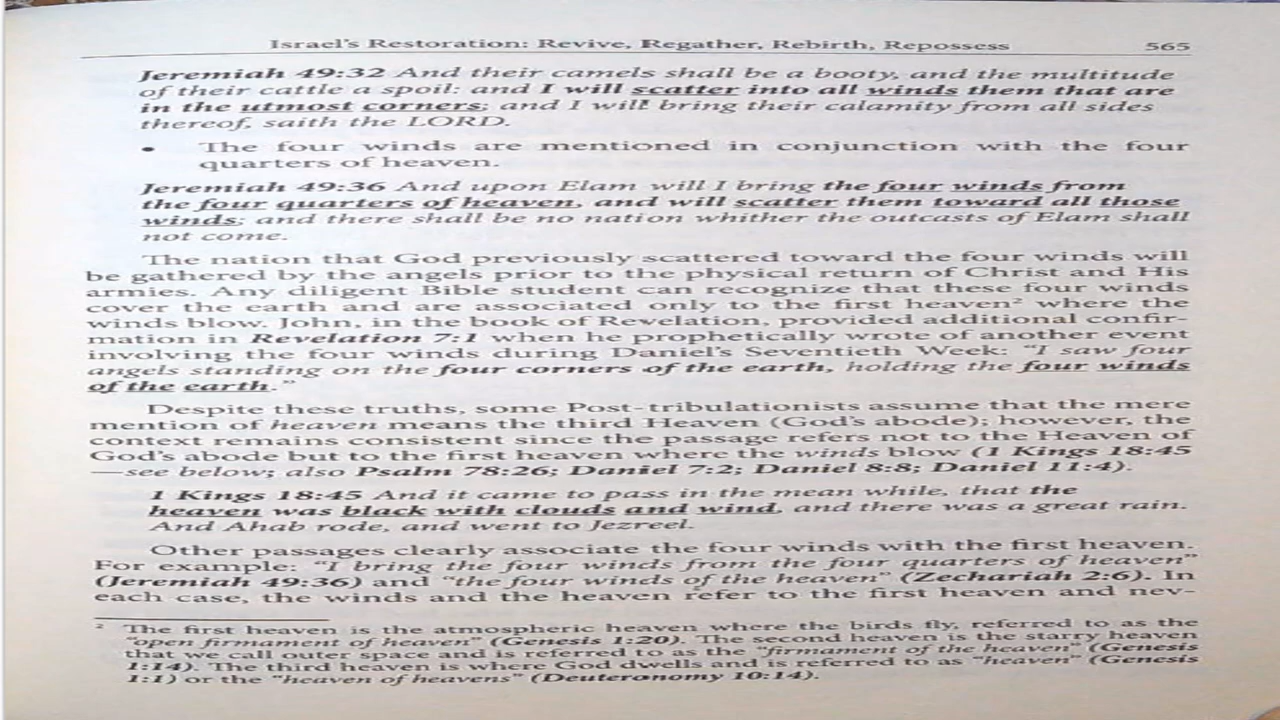 Israel's Restoration: Revive, Regather, Rebirth, Repossess 565
Jeremiah 49:32 And their camels shall be a booty, and the multitude
of their cattle a spoil: and I will scatter into all winds them that are
in the utmost corners; and I will bring their calamity from all sides
thereof, saith the LORD.
• The four winds are mentioned in conjunction with the four
quarters of heaven.
Jeremiah 49:36 And upon Elam will I bring the four winds from
the four quarters of heaven, and will scatter them toward all those
winds; and there shall be no nation whither the outcasts of Elam shall
not come.
The nation that God previously scattered toward the four winds will
be gathered by the angels prior to the physical return of Christ and His
armies. Any diligent Bible student can recognize that these four winds
cover the earth and are associated only to the first heaven² where the
winds blow. John, in the book of Revelation, provided additional confir-
mation in Revelation 7:1 when he prophetically wrote of another event
involving the four winds during Daniel's Seventieth Week: "I saw four
angels standing on the four corners of the earth, holding the four winds
of the earth."
Despite these truths, some Post-tribulationists assume that the mere
mention of heaven means the third Heaven (God's abode); however, the
context remains consistent since the passage refers not to the Heaven of
God's abode but to the first heaven where the winds blow (1 Kings 18:45
—see below; also Psalm 78:26; Daniel 7:2; Daniel 8:8; Daniel 11:4).
1 Kings 18:45 And it came to pass in the mean while, that the
heaven was black with clouds and wind, and there was a great rain.
And Ahab rode, and went to Jezreel.
Other passages clearly associate the four winds with the first heaven.
For example: "I bring the four winds from the four quarters of heaven"
(Jeremiah 49:36) and "the four winds of the heaven" (Zechariah 2:6). In
each case, the winds and the heaven refer to the first heaven and nev-
² The first heaven is the atmospheric heaven where the birds fly, referred to as the
"open firmament of heaven" (Genesis 1:20). The second heaven is the starry heaven
that we call outer space and is referred to as the "firmament of the heaven" (Genesis
1:14). The third heaven is where God dwells and is referred to as "heaven" (Genesis
1:1) or the "heaven of heavens" (Deuteronomy 10:14).